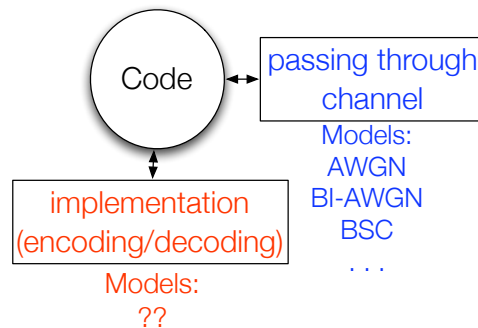 Code
passing through
channel
Models:
AWGN
BI-AWGN
BSC
. . .
implementation
(encoding/decoding)
Models:
??